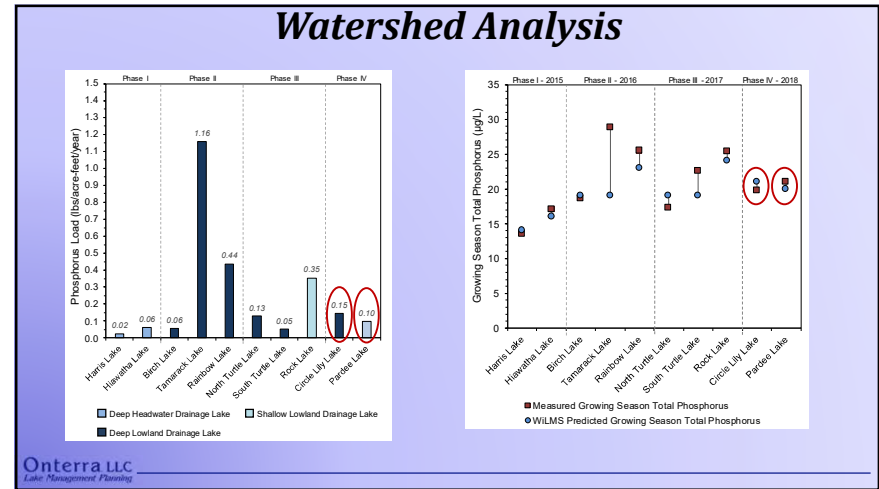 Watershed Analysis
Phase I
Phase II
Phase III
Phase IV
Phosphorus Load (lbs/acre-feet/year)
1.5
1.4
1.3
1.2
1.1
1.0
0.9
0.8
0.7
0.6
0.5
0.4
0.3
0.2
0.1
0.0
0.02
0.06
0.06
1.16
0.44
0.13
0.05
0.35
0.15
0.10
Harris Lake
Hiawatha Lake
Birch Lake
Tamarack Lake
Rainbow Lake
North Turtle Lake
South Turtle Lake
Rock Lake
Circle Lily Lake
Pardee Lake
Deep Headwater Drainage Lake
Shallow Lowland Drainage Lake
Deep Lowland Drainage Lake
Phase I - 2015
Phase II - 2016
Phase III - 2017
Phase IV - 2018
Growing Season Total Phosphorus (µg/L)
35
30
25
20
15
10
5
0
Harris Lake
Hiawatha Lake
Birch Lake
Tamarack Lake
Rainbow Lake
North Turtle Lake
South Turtle Lake
Rock Lake
Circle Lily Lake
Pardee Lake
Measured Growing Season Total Phosphorus
WiLMS Predicted Growing Season Total Phosphorus
Onterra LLC
Lake Management Planning